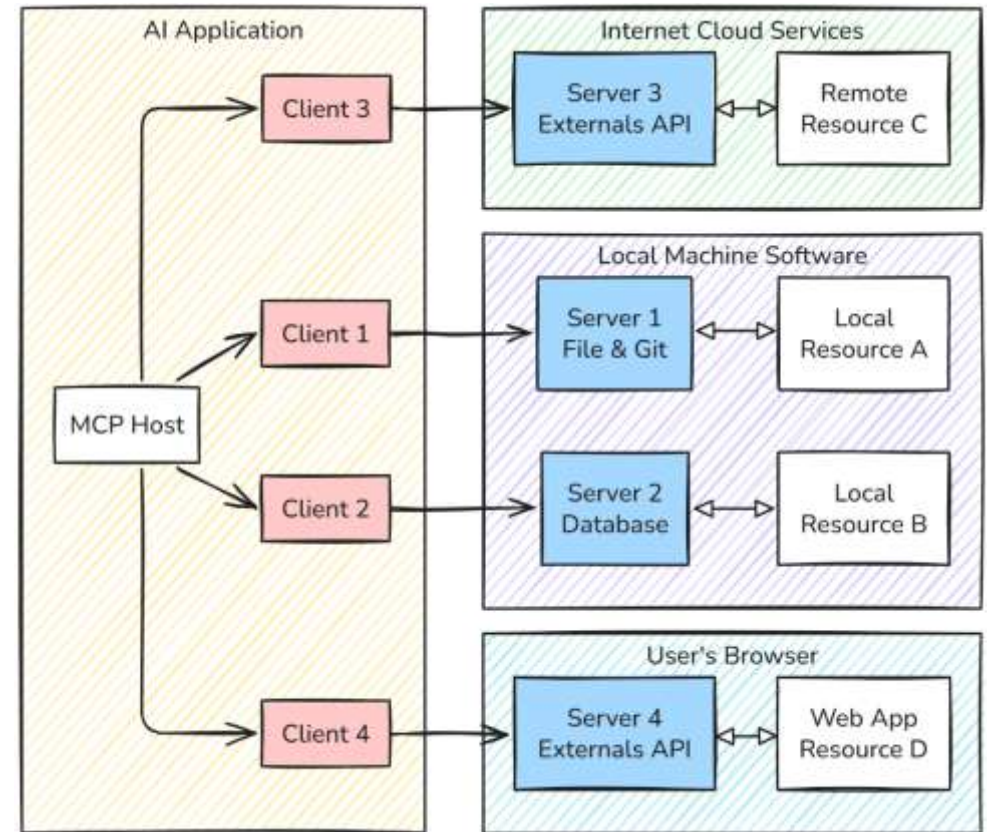 AI Application
Client 3
Client 1
MCP Host
Client 2
Client 4
Internet Cloud Services
Server 3
Externals API
Remote
Resource C
Local Machine Software
Server 1
File & Git
Local
Resource A
Server 2
Database
Local
Resource B
User's Browser
Server 4
Externals API
Web App
Resource D